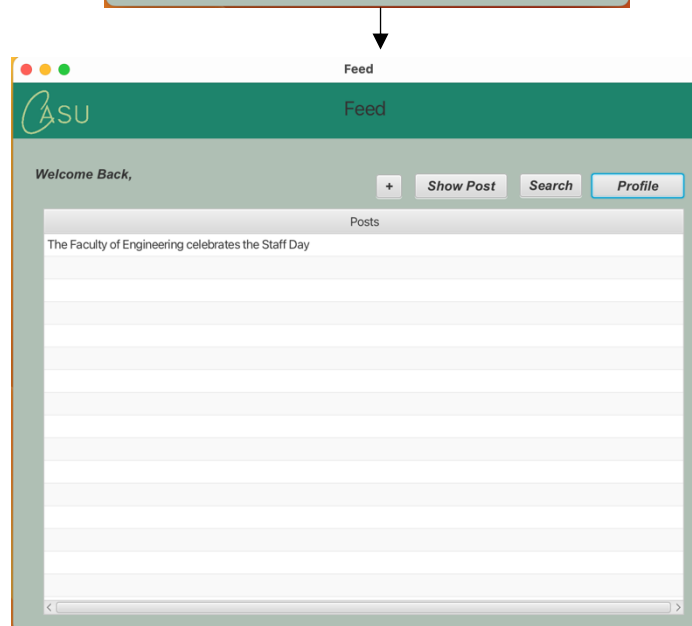 Feed
ASU
Feed
Welcome Back,
+ Show Post Search Profile
Posts
The Faculty of Engineering celebrates the Staff Day